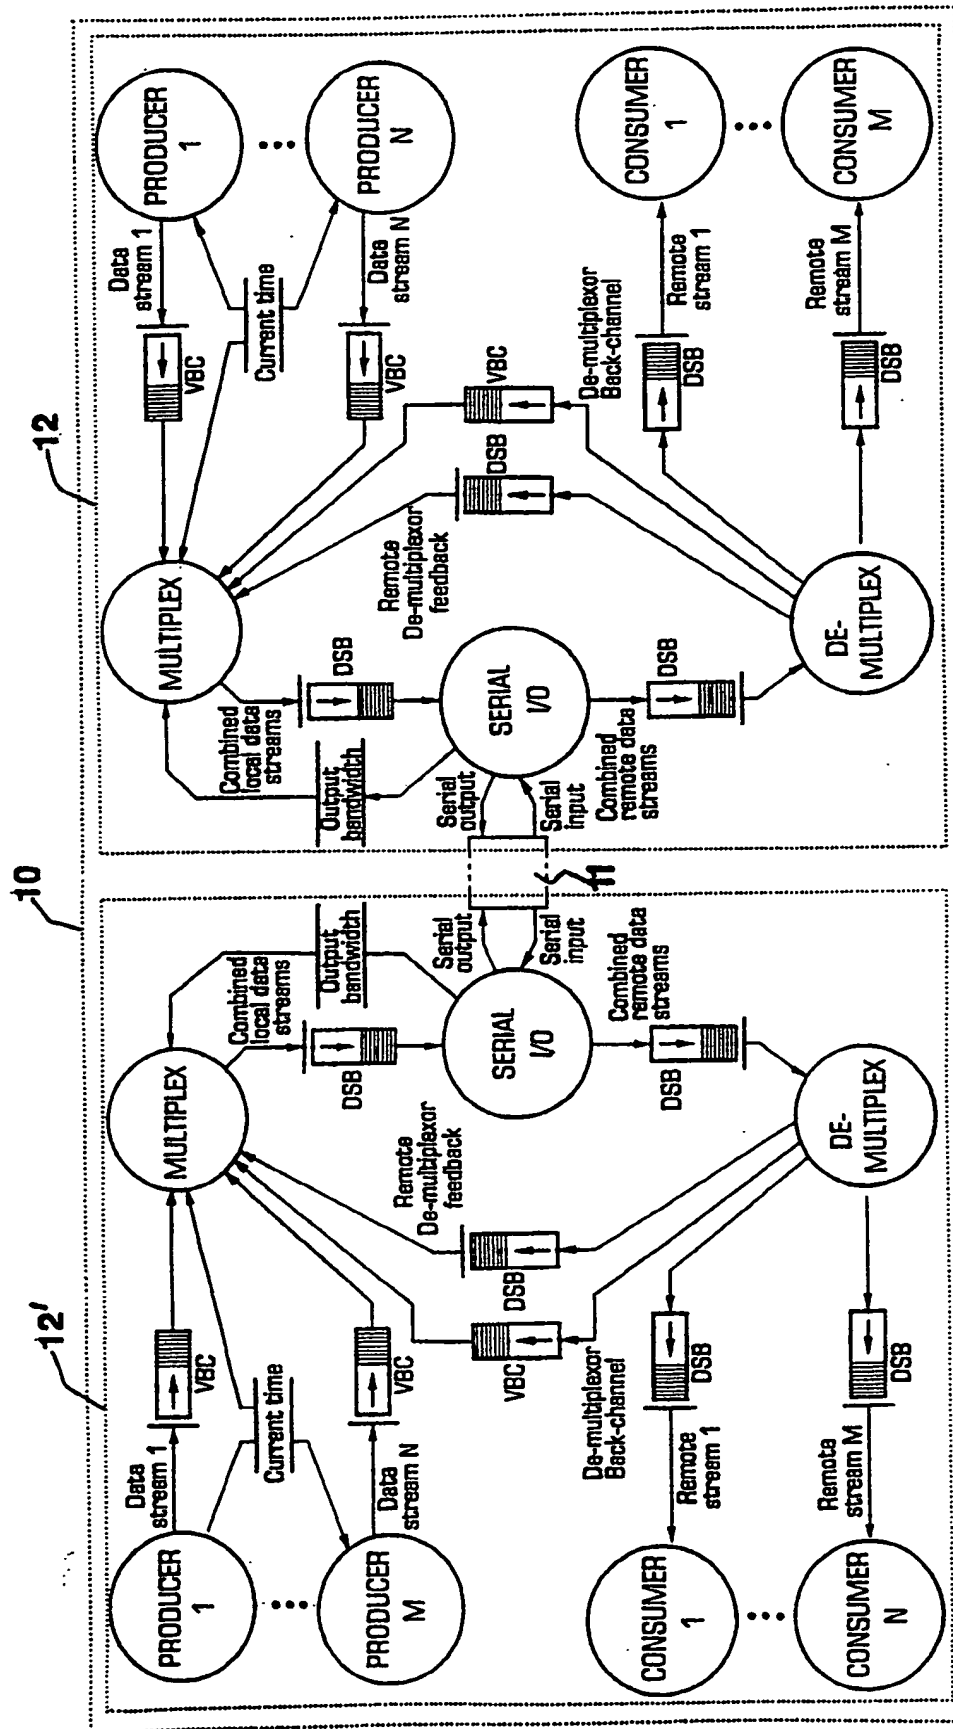 10
12'
12
PRODUCER
1
Data
stream 1
VBC
Current time
PRODUCER
M
Data
stream N
VBC
MULTIPLEX
Combined
local data
streams
Output
bandwidth
DSB
Remote
De-multiplexor
feedback
DSB
VBC
SERIAL
I/O
Serial
output
Serial
input
Combined
remote data
streams
DSB
DE-
MULTIPLEX
De-multiplexor
Back-channel
DSB
Remote
stream 1
CONSUMER
1
DSB
Remote
stream M
CONSUMER
N
11
MULTIPLEX
Output
bandwidth
Combined
local data
streams
DSB
VBC
Data
stream 1
PRODUCER
1
Current time
VBC
Data
stream N
PRODUCER
N
Remote
De-multiplexor
feedback
DSB
VBC
Serial
output
Serial
input
SERIAL
I/O
Combined
remote data
streams
DSB
DE-
MULTIPLEX
De-multiplexor
Back-channel
DSB
Remote
stream 1
CONSUMER
1
DSB
Remote
stream M
CONSUMER
M